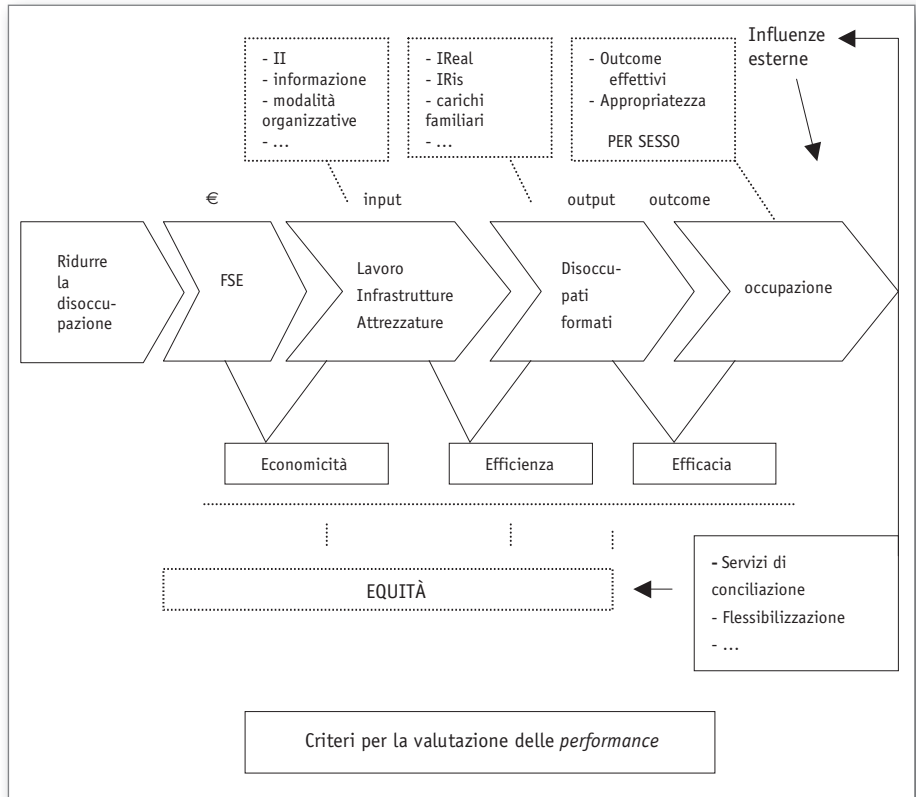 - II
- informazione
- modalità
organizzative
- ...
- IReal
- IRis
- carichi
familiari
- ...
- Outcome
effettivi
- Appropriatezza
PER SESSO
Influenze
esterne
€
input
output
outcome
Ridurre
la
disoccu-
pazione
FSE
Lavoro
Infrastrutture
Attrezzature
Disoccu-
pati
formati
occupazione
Economicità
Efficienza
Efficacia
EQUITÀ
- Servizi di
conciliazione
- Flessibilizzazione
- ...
Criteri per la valutazione delle performance